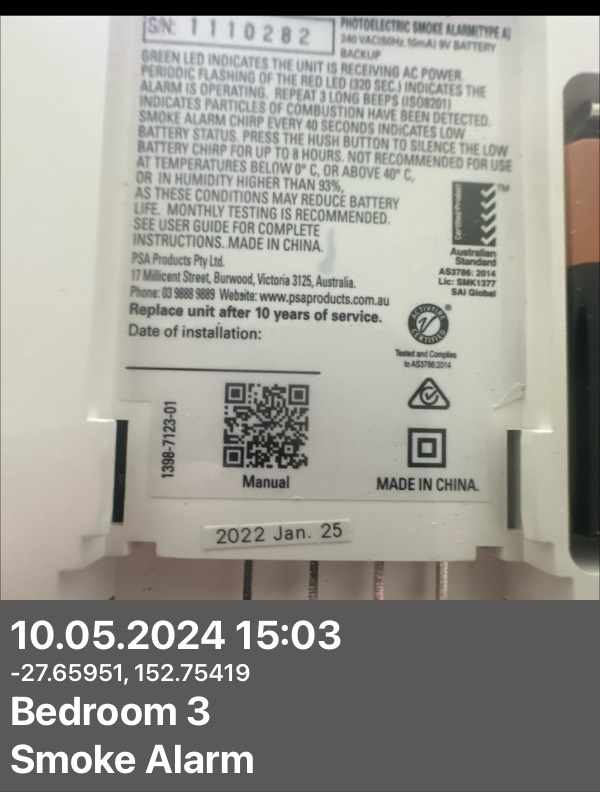 S/N: 1110282
PHOTOELECTRIC SMOKE ALARM(TYPE A)
240 VAC(50Hz 10mA) 9V BATTERY
BACKUP
GREEN LED INDICATES THE UNIT IS RECEIVING AC POWER.
PERIODIC FLASHING OF THE RED LED (320 SEC.) INDICATES THE
ALARM IS OPERATING. REPEAT 3 LONG BEEPS (ISO8201)
INDICATES PARTICLES OF COMBUSTION HAVE BEEN DETECTED.
SMOKE ALARM CHIRP EVERY 40 SECONDS INDICATES LOW
BATTERY STATUS. PRESS THE HUSH BUTTON TO SILENCE THE LOW
BATTERY CHIRP FOR UP TO 8 HOURS. NOT RECOMMENDED FOR USE
AT TEMPERATURES BELOW 0° C, OR ABOVE 40° C,
OR IN HUMIDITY HIGHER THAN 93%,
AS THESE CONDITIONS MAY REDUCE BATTERY
LIFE. MONTHLY TESTING IS RECOMMENDED.
SEE USER GUIDE FOR COMPLETE
INSTRUCTIONS. MADE IN CHINA.
TM
Certified Product
Australian
Standard
AS3786: 2014
Lic: SMK1377
SAI Global
PSA Products Pty Ltd.
17 Millicent Street, Burwood, Victoria 3125, Australia.
Phone: 03 9888 9889 Website: www.psaproducts.com.au
Replace unit after 10 years of service.
Date of installation:
ACTIVFIRE
CERTIFIED
®
Tested and Complies
to AS3786:2014
1398-7123-01
Manual
MADE IN CHINA.
2022 Jan. 25
10.05.2024 15:03
-27.65951, 152.75419
Bedroom 3
Smoke Alarm